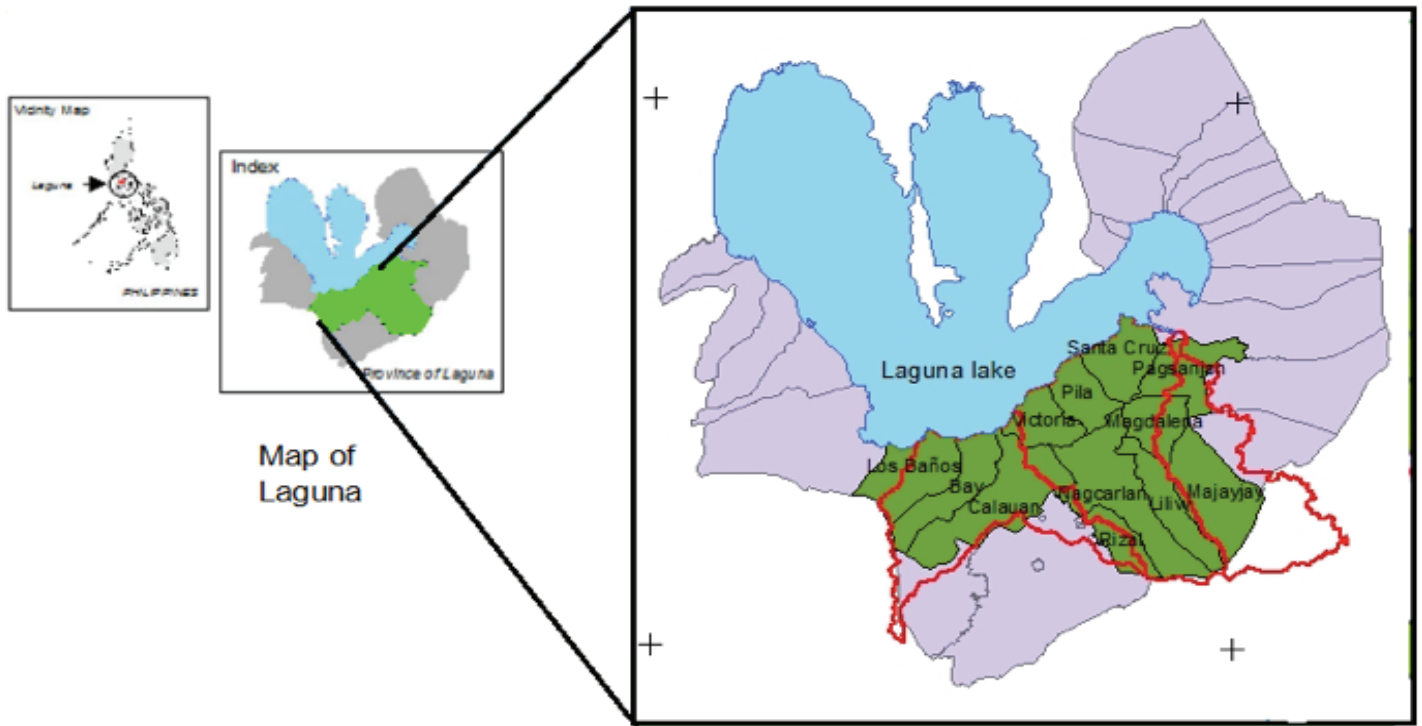 Vicinity Map
Laguna
PHILIPPINES
Index
Province of Laguna
Map of
Laguna
Laguna lake
Santa Cruz
Pagsanjan
Pila
Victoria
Magdalena
Los Baños
Bay
Calauan
Nagcarlan
Liliw
Majayjay
Rizal